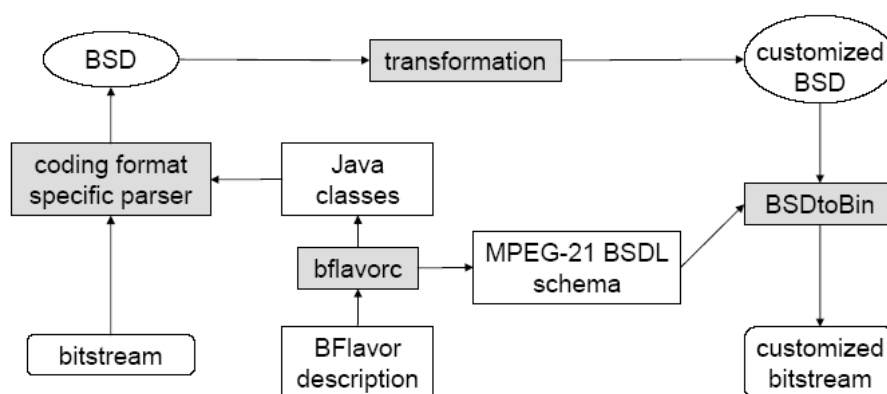 BSD
transformation
customized
BSD
coding format
specific parser
Java
classes
BSDtoBin
bflavorc
MPEG-21 BSDL
schema
bitstream
BFlavor
description
customized
bitstream